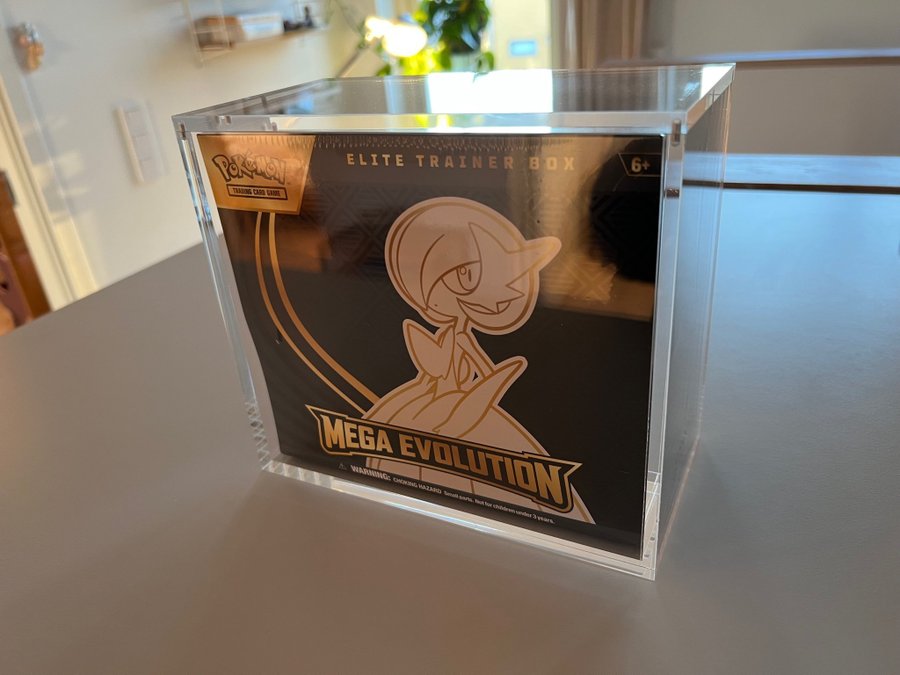 Pokémon
TRADING CARD GAME
ELITE TRAINER BOX
6+
MEGA EVOLUTION
⚠ WARNING: CHOKING HAZARD Small parts. Not for children under 3 years.